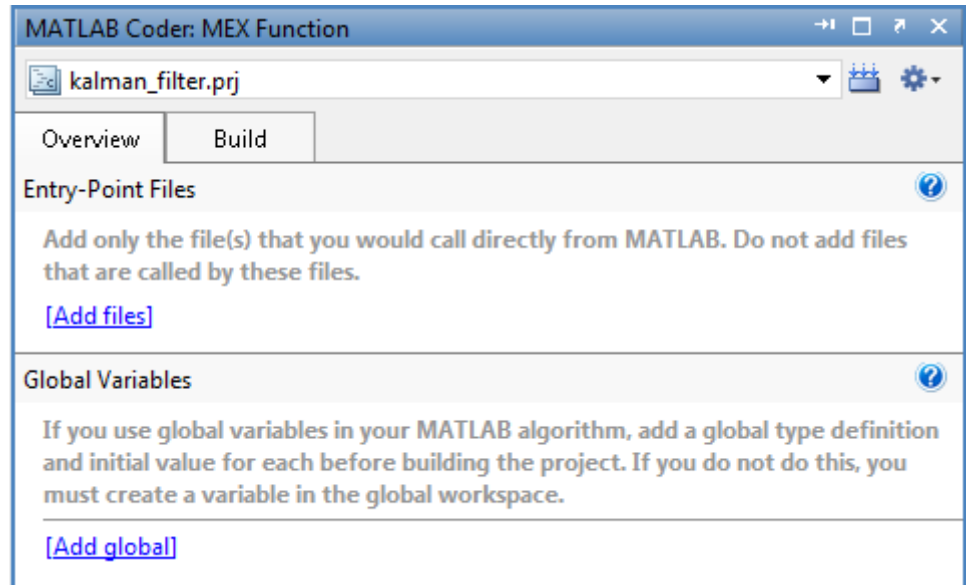 MATLAB Coder: MEX Function
kalman_filter.prj
Overview Build
Entry-Point Files
Add only the file(s) that you would call directly from MATLAB. Do not add files
that are called by these files.
[Add files]
Global Variables
If you use global variables in your MATLAB algorithm, add a global type definition
and initial value for each before building the project. If you do not do this, you
must create a variable in the global workspace.
[Add global]